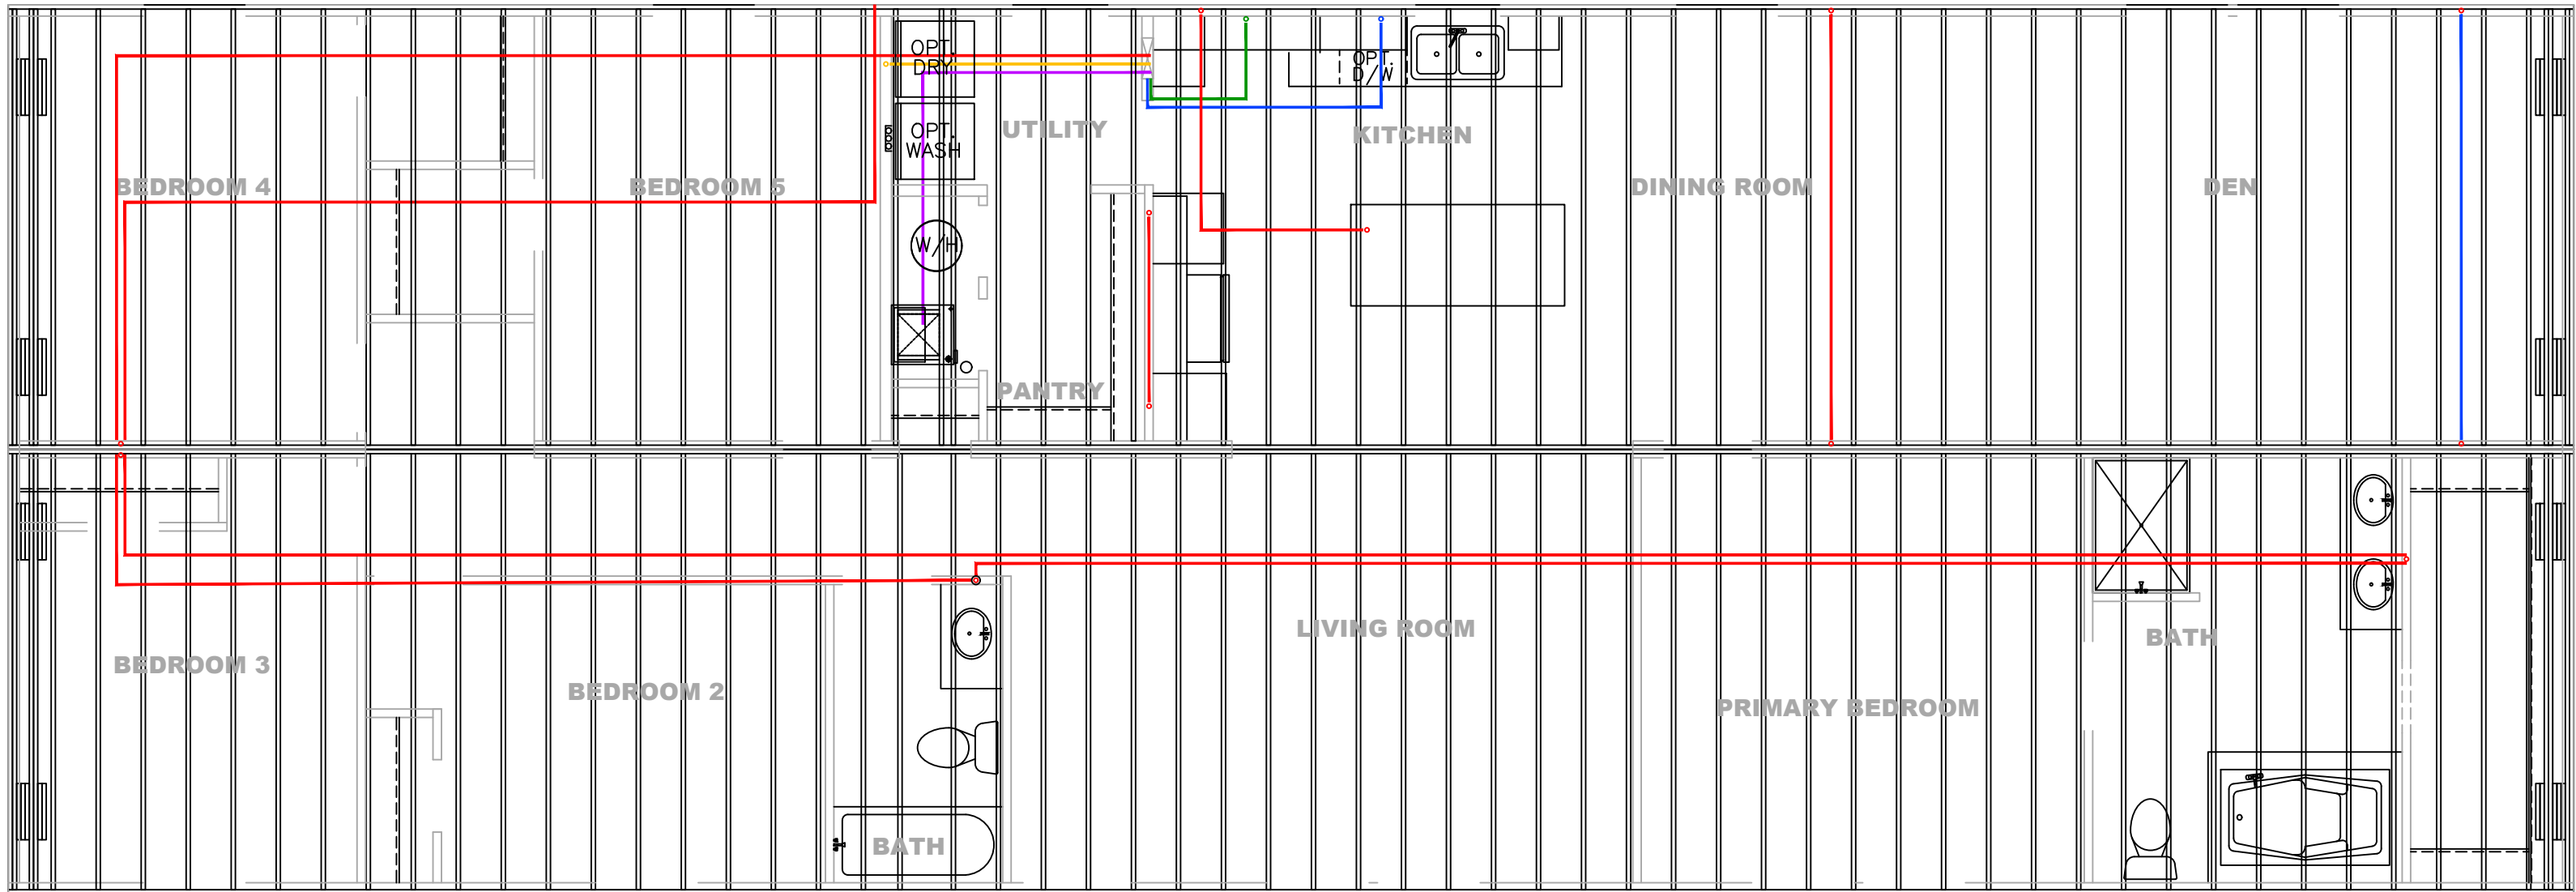 OPT.
DRY
OPT.
WASH
UTILITY
OPT.
D/W
KITCHEN
BEDROOM 4
BEDROOM 5
DINING ROOM
DEN
W/H
PANTRY
BEDROOM 3
BEDROOM 2
LIVING ROOM
BATH
PRIMARY BEDROOM
BATH